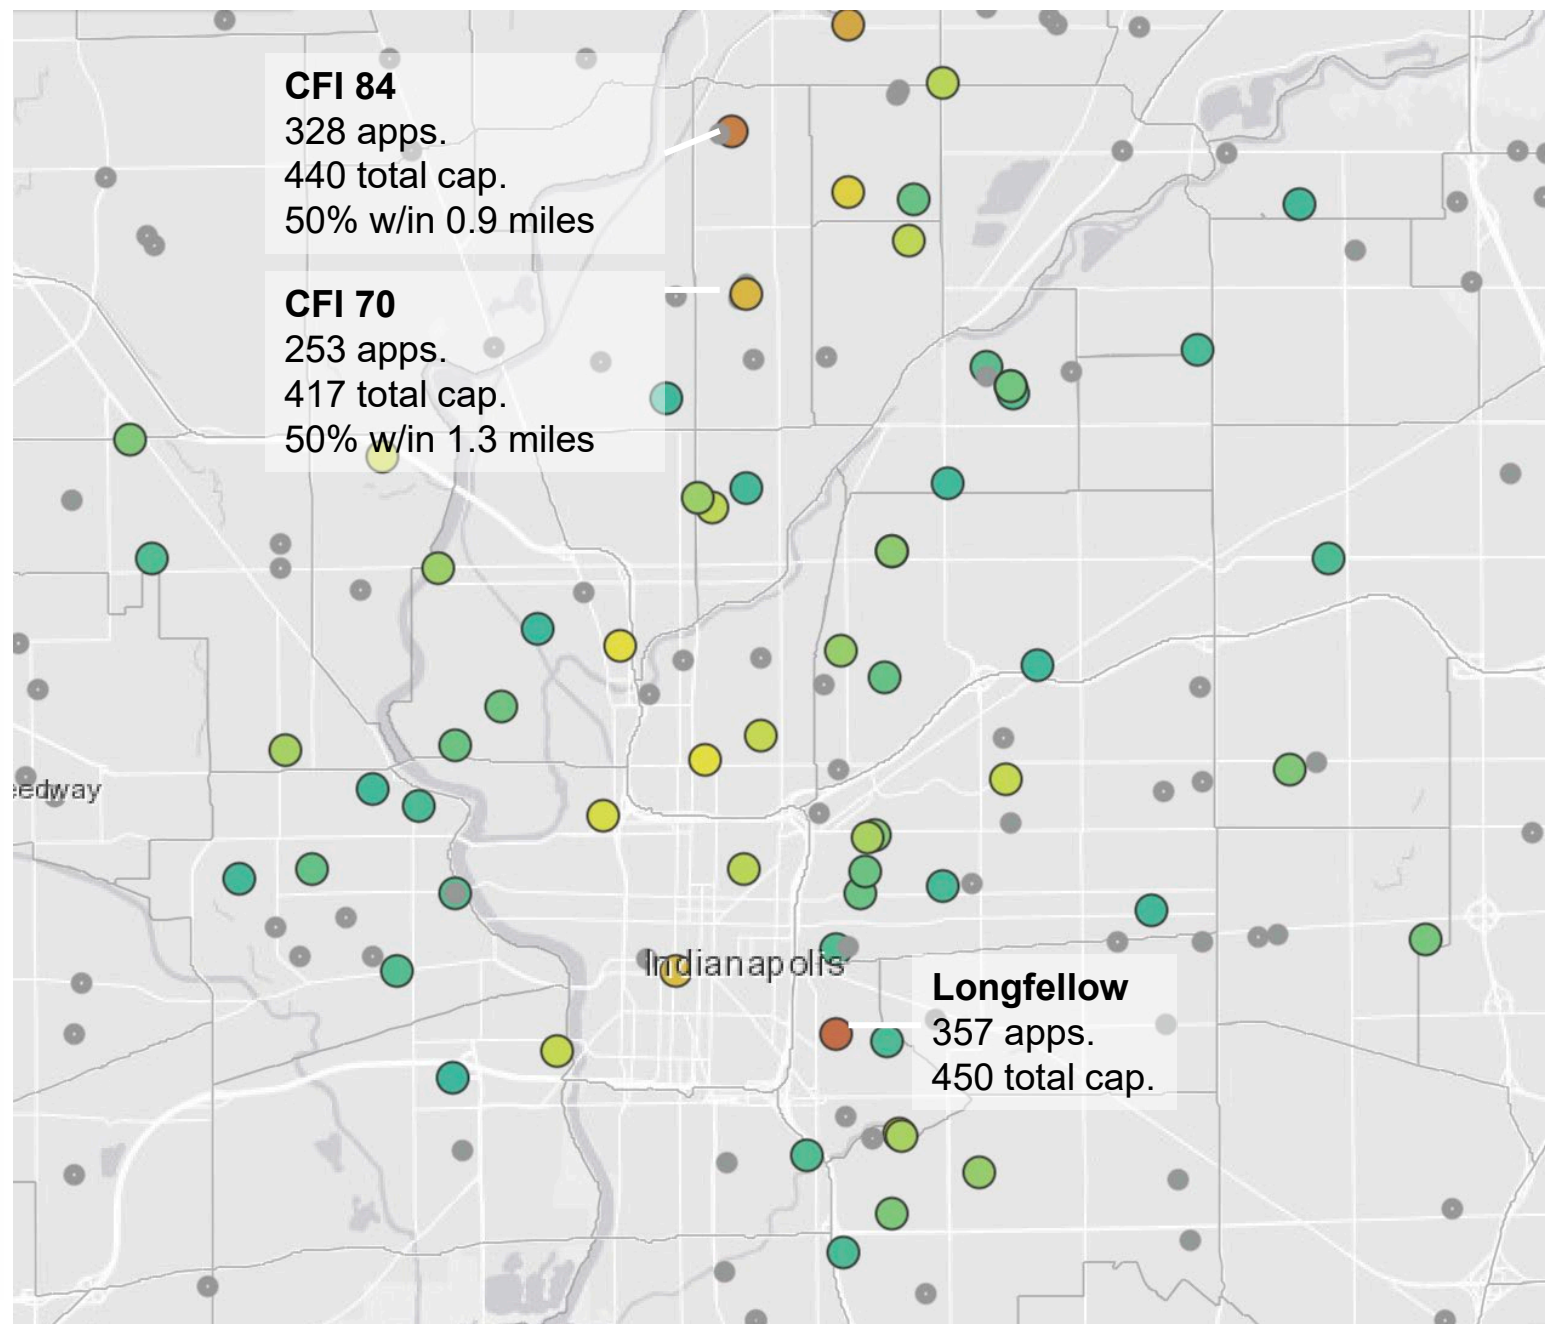 CFI 84
328 apps.
440 total cap.
50% w/in 0.9 miles
CFI 70
253 apps.
417 total cap.
50% w/in 1.3 miles
eedway
Indianapolis
Longfellow
357 apps.
450 total cap.